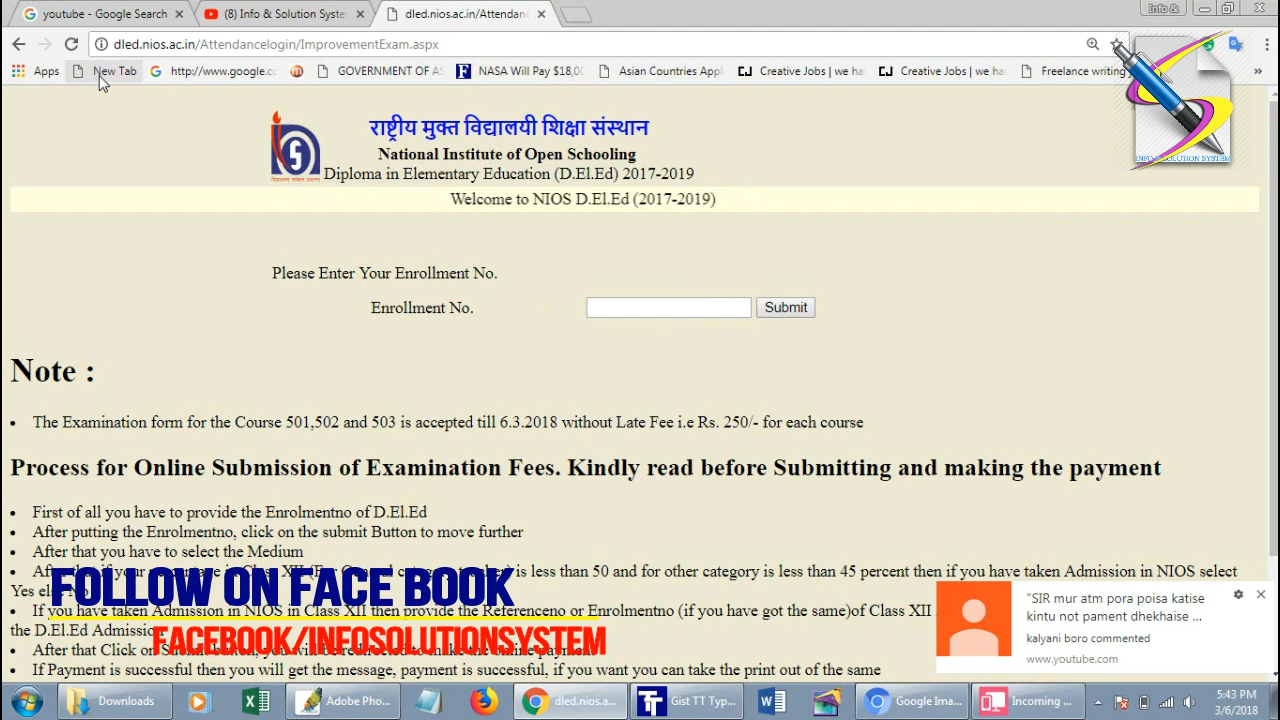 youtube - Google Search
(8) Info & Solution Syste
dled.nios.ac.in/Attendanc
Info &
dled.nios.ac.in/Attendancelogin/ImprovementExam.aspx
Apps
New Tab
http://www.google.co
GOVERNMENT OF AS
NASA Will Pay $18,00
Asian Countries App
Creative Jobs | we ha
Creative Jobs | we ha
Freelance writing
INFO & SOLUTION SYSTEM
राष्ट्रीय मुक्त विद्यालयी शिक्षा संस्थान
National Institute of Open Schooling
Diploma in Elementary Education (D.El.Ed) 2017-2019
Welcome to NIOS D.El.Ed (2017-2019)
Please Enter Your Enrollment No.
Enrollment No.
Submit
Note :
• The Examination form for the Course 501,502 and 503 is accepted till 6.3.2018 without Late Fee i.e Rs. 250/- for each course
Process for Online Submission of Examination Fees. Kindly read before Submitting and making the payment
• First of all you have to provide the Enrolmentno of D.El.Ed
• After putting the Enrolmentno, click on the submit Button to move further
• After that you have to select the Medium
• is less than 50 and for other category is less than 45 percent then if you have taken Admission in NIOS select
Yes
• If you have taken Admission in NIOS in Class XII then provide the Referenceno or Enrolmentno (if you have got the same)of Class XII
the D.El.Ed Admission
• After that Click on
• If Payment is successful then you will get the message, payment is successful, if you want you can take the print out of the same
FOLLOW ON FACE BOOK
FACEBOOK/INFOSOLUTIONSYSTEM
"SIR mur atm pora poisa katise
kintu not pament dhekhaise ...
kalyani boro commented
www.youtube.com
Downloads
Adobe Pho...
dled.nios.a...
Gist TT Typ...
Google Ima...
Incoming ...
5:43 PM
3/6/2018